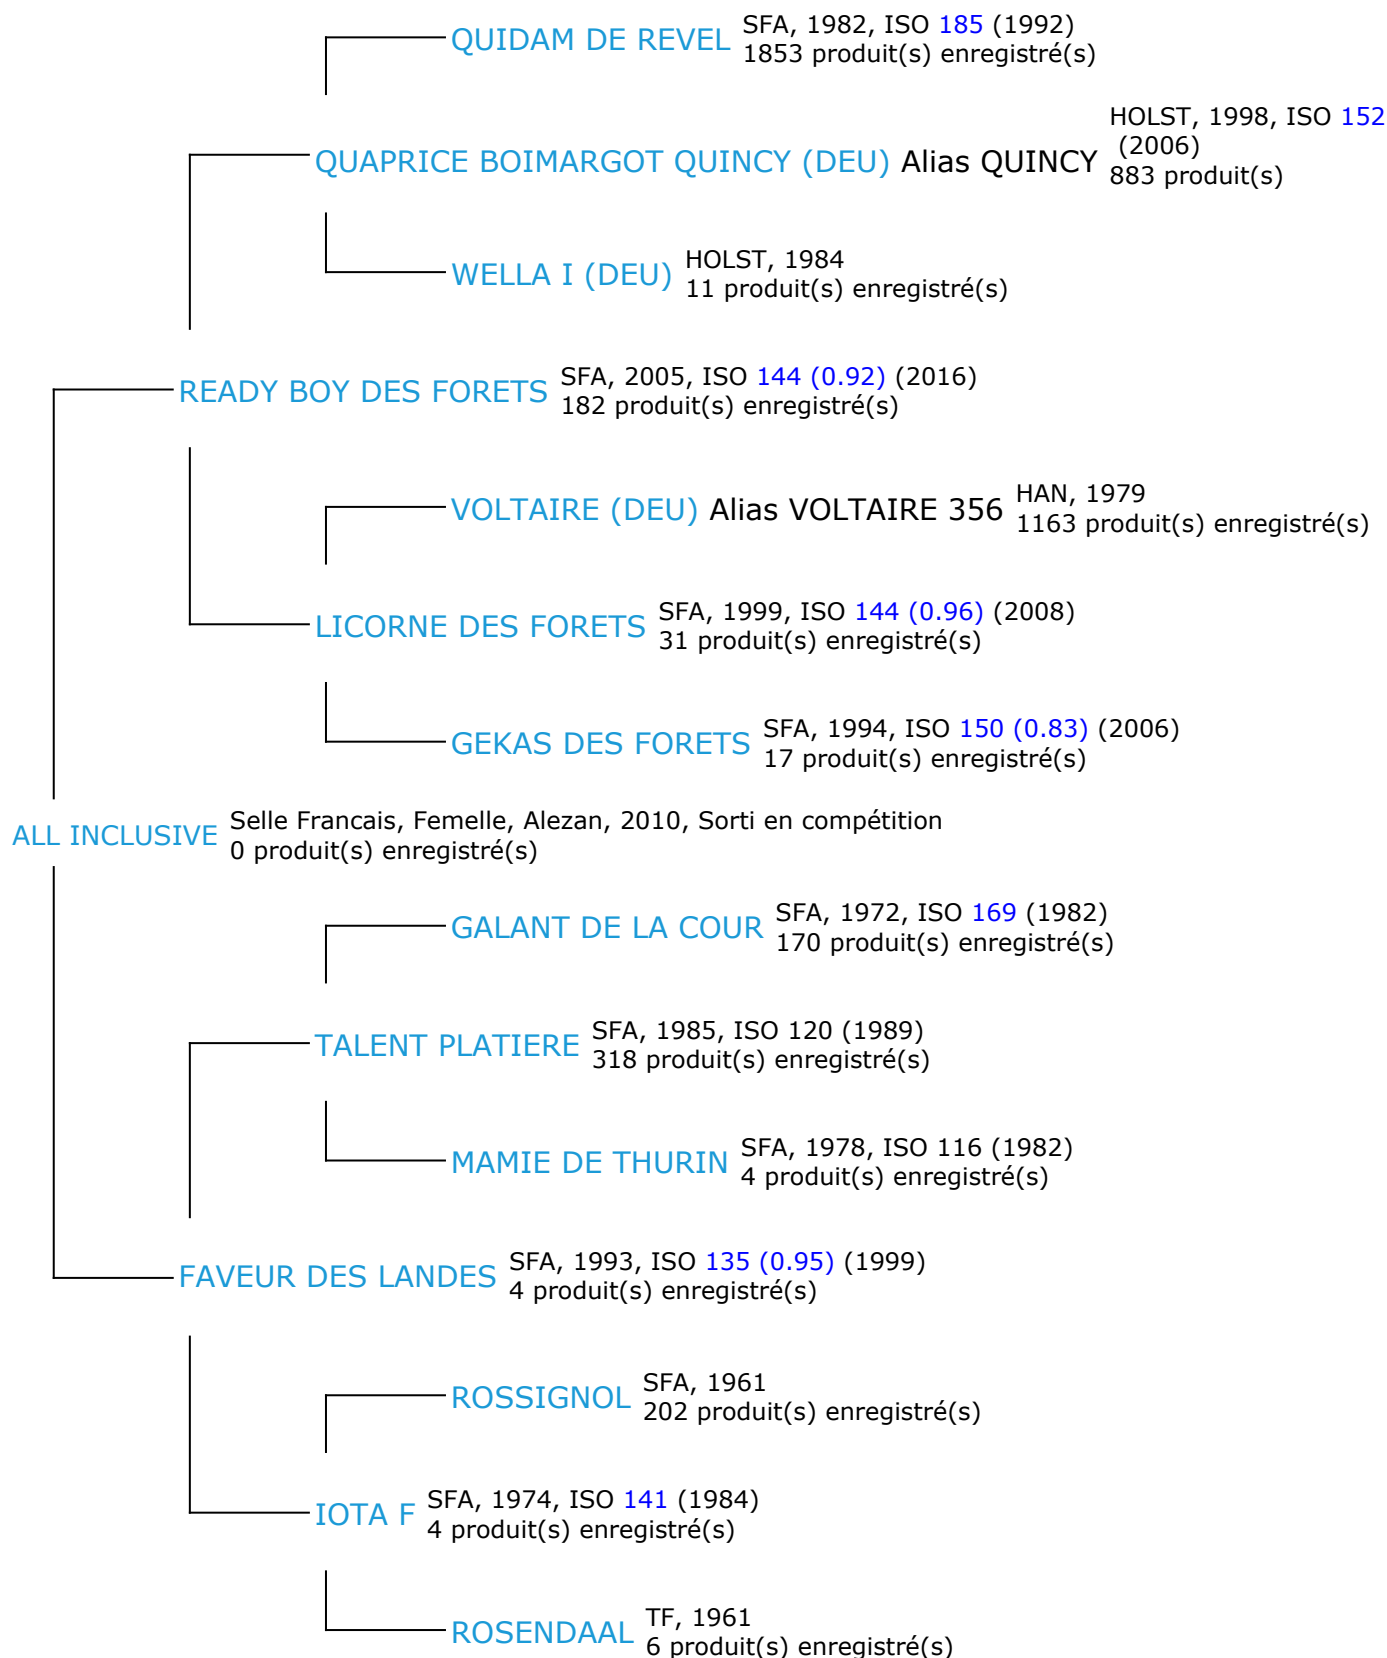 QUIDAM DE REVEL SFA, 1982, ISO 185 (1992)
1853 produit(s) enregistré(s)
QUAPRICE BOIMARGOT QUINCY (DEU) Alias QUINCY HOLST, 1998, ISO 152
(2006)
883 produit(s)
WELLA I (DEU) HOLST, 1984
11 produit(s) enregistré(s)
READY BOY DES FORETS SFA, 2005, ISO 144 (0.92) (2016)
182 produit(s) enregistré(s)
VOLTAIRE (DEU) Alias VOLTAIRE 356 HAN, 1979
1163 produit(s) enregistré(s)
LICORNE DES FORETS SFA, 1999, ISO 144 (0.96) (2008)
31 produit(s) enregistré(s)
GEKAS DES FORETS SFA, 1994, ISO 150 (0.83) (2006)
17 produit(s) enregistré(s)
ALL INCLUSIVE Selle Francais, Femelle, Alezan, 2010, Sorti en compétition
0 produit(s) enregistré(s)
GALANT DE LA COUR SFA, 1972, ISO 169 (1982)
170 produit(s) enregistré(s)
TALENT PLATIERE SFA, 1985, ISO 120 (1989)
318 produit(s) enregistré(s)
MAMIE DE THURIN SFA, 1978, ISO 116 (1982)
4 produit(s) enregistré(s)
FAVEUR DES LANDES SFA, 1993, ISO 135 (0.95) (1999)
4 produit(s) enregistré(s)
ROSSIGNOL SFA, 1961
202 produit(s) enregistré(s)
IOTA F SFA, 1974, ISO 141 (1984)
4 produit(s) enregistré(s)
ROSENDAAL TF, 1961
6 produit(s) enregistré(s)